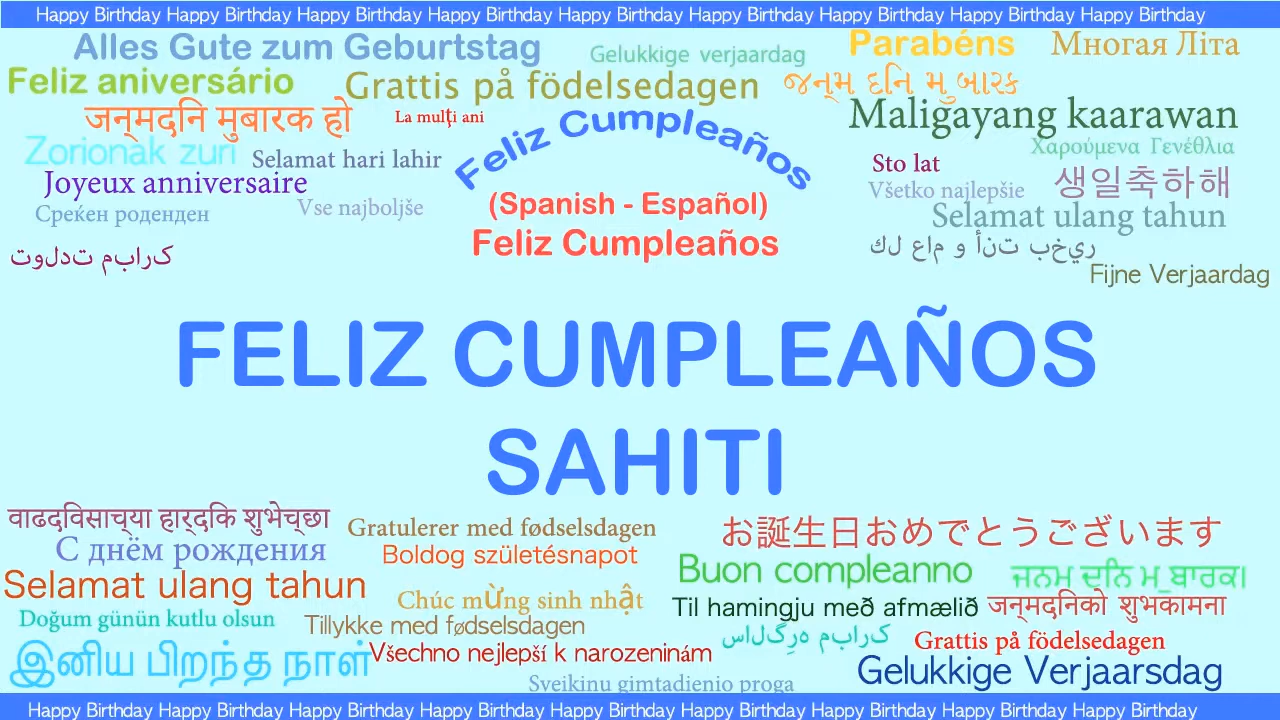 Happy Birthday Happy Birthday Happy Birthday Happy Birthday Happy Birthday Happy Birthday Happy Birthday Happy Birthday Happy Birthday
Alles Gute zum Geburtstag
Gelukkige verjaardag
Parabéns
Многая Літа
Feliz aniversário
Grattis på födelsedagen
જન્મ દિન મુબારક
जन्मदिन मुबारक हो
La mulţi ani
Feliz Cumpleaños
Maligayang kaarawan
Zorionak zuri
Selamat hari lahir
Sto lat
Χαρούμενα Γενέθλια
Joyeux anniversaire
(Spanish - Español)
Všetko najlepšie
생일축하해
Среќен роденден
Vse najboljše
Feliz Cumpleaños
Selamat ulang tahun
تولدت مبارک
كل عام و أنت بخير
Fijne Verjaardag
FELIZ CUMPLEAÑOS
SAHITI
वाढदिवसाच्या हार्दिक शुभेच्छा
Gratulerer med fødselsdagen
お誕生日おめでとうございます
С днём рождения
Boldog születésnapot
Buon compleanno
ਜਨਮ ਦਿਨ ਮੁਬਾਰਕ।
Selamat ulang tahun
Chúc mừng sinh nhật
Til hamingju með afmælið
जन्मदिनको शुभकामना
Doğum günün kutlu olsun
Tillykke med fødselsdagen
سالگرہ مبارک
Grattis på födelsedagen
இனிய பிறந்த நாள்
Všechno nejlepší k narozeninám
Gelukkige Verjaarsdag
Sveikinu gimtadienio proga
Happy Birthday Happy Birthday Happy Birthday Happy Birthday Happy Birthday Happy Birthday Happy Birthday Happy Birthday Happy Birthday